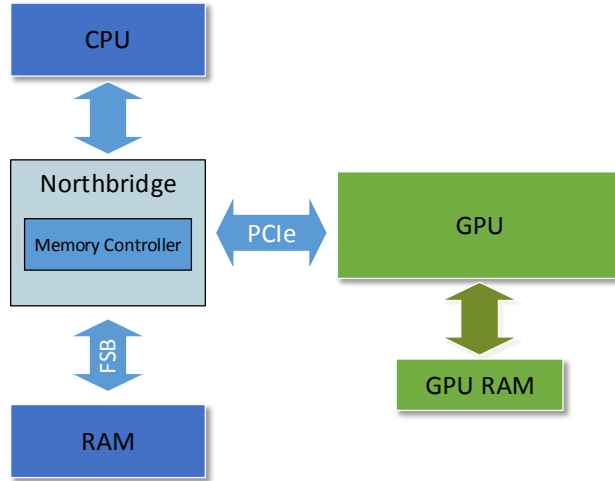 CPU
Northbridge
Memory Controller
PCIe
GPU
FSB
GPU RAM
RAM